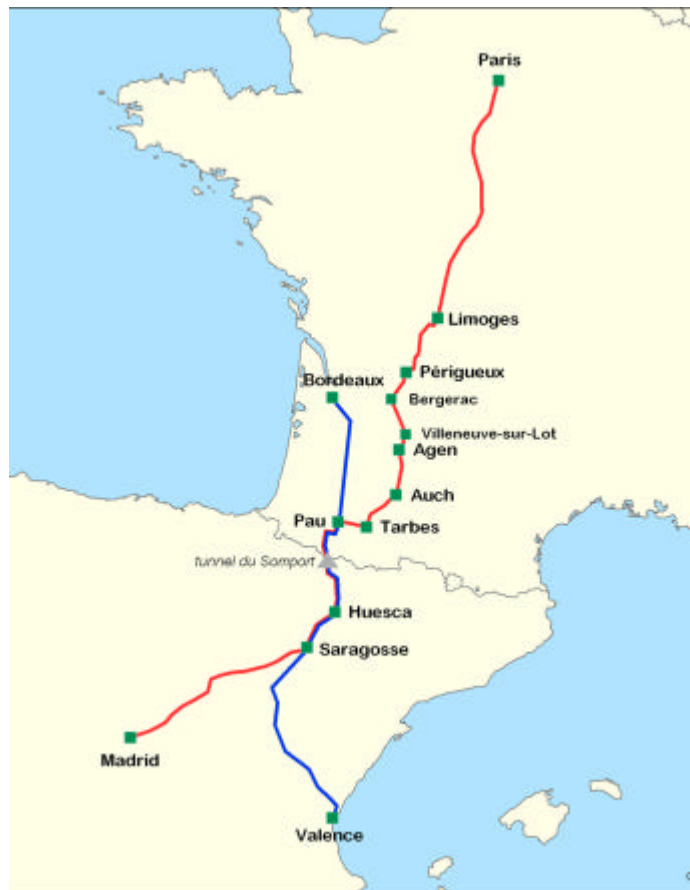 Paris
Limoges
Périgueux
Bordeaux
Bergerac
Villeneuve-sur-Lot
Agen
Auch
Pau
Tarbes
tunnel du Somport
Huesca
Saragosse
Madrid
Valence